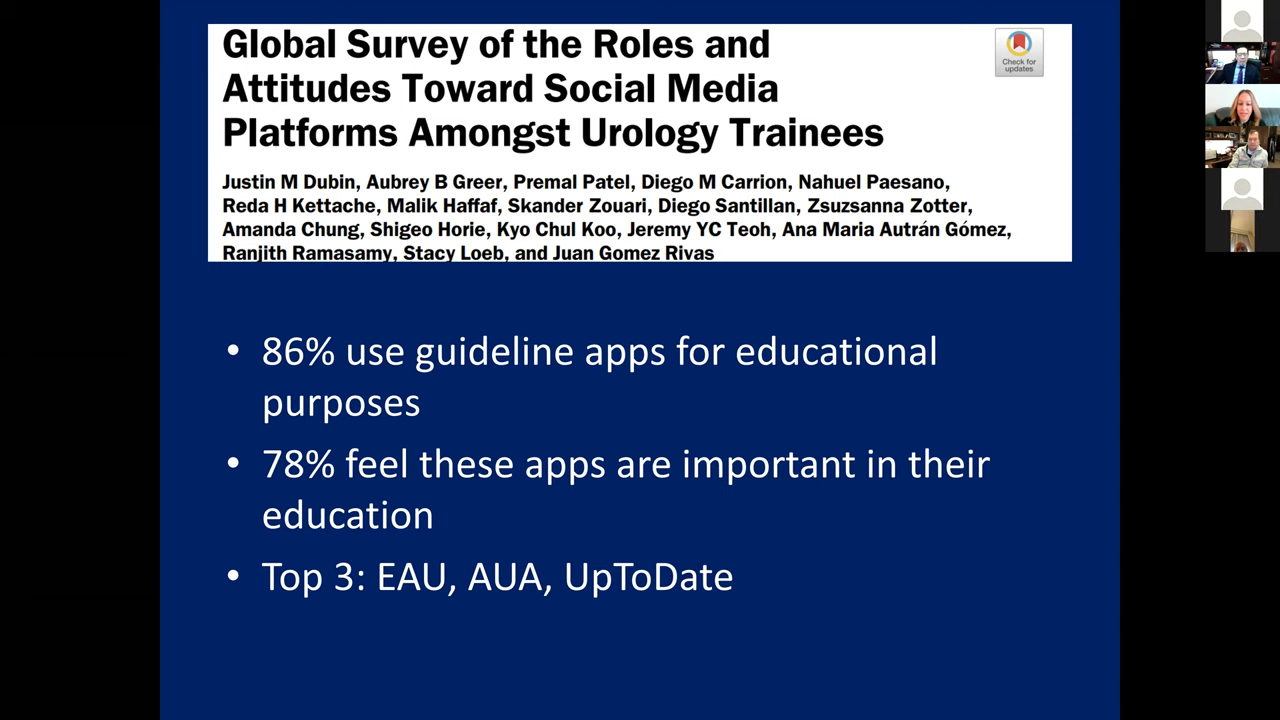 Global Survey of the Roles and
Attitudes Toward Social Media
Platforms Amongst Urology Trainees
Check for
updates
Justin M Dubin, Aubrey B Greer, Premal Patel, Diego M Carrion, Nahuel Paesano,
Reda H Kettache, Malik Haffaf, Skander Zouari, Diego Santillan, Zsuzsanna Zotter,
Amanda Chung, Shigeo Horie, Kyo Chul Koo, Jeremy YC Teoh, Ana Maria Autrán Gómez,
Ranjith Ramasamy, Stacy Loeb, and Juan Gomez Rivas
• 86% use guideline apps for educational
purposes
• 78% feel these apps are important in their
education
• Top 3: EAU, AUA, UpToDate